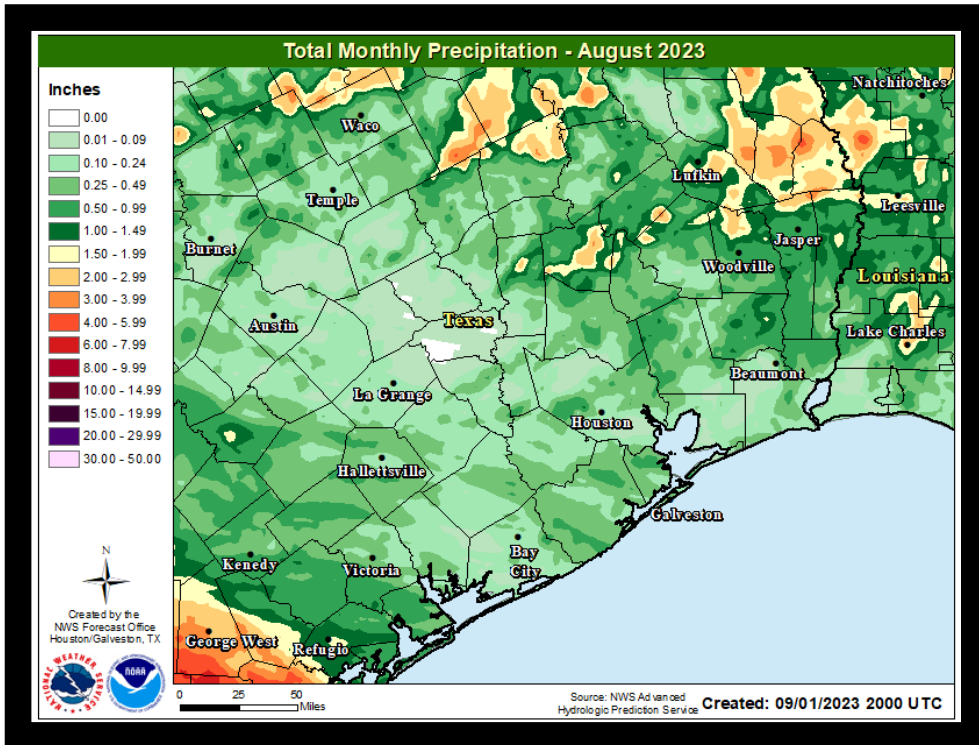 Total Monthly Precipitation - August 2023
Inches
0.00
0.01 - 0.09
0.10 - 0.24
0.25 - 0.49
0.50 - 0.99
1.00 - 1.49
1.50 - 1.99
2.00 - 2.99
3.00 - 3.99
4.00 - 5.99
6.00 - 7.99
8.00 - 9.99
10.00 - 14.99
15.00 - 19.99
20.00 - 29.99
30.00 - 50.00
Natchitoches
Waco
Lufkin
Temple
Leesville
Burnet
Jasper
Woodville
Louisiana
Austin
Texas
Lake Charles
Beaumont
La Grange
Houston
Hallettsville
Galveston
Bay
City
Kenedy
Victoria
George West
Refugio
N
Created by the
NWS Forecast Office
Houston/Galveston, TX
NATIONAL WEATHER
SERVICE
NOAA
0 25 50
Miles
Source: NWS Advanced
Hydrologic Prediction Service
Created: 09/01/2023 2000 UTC